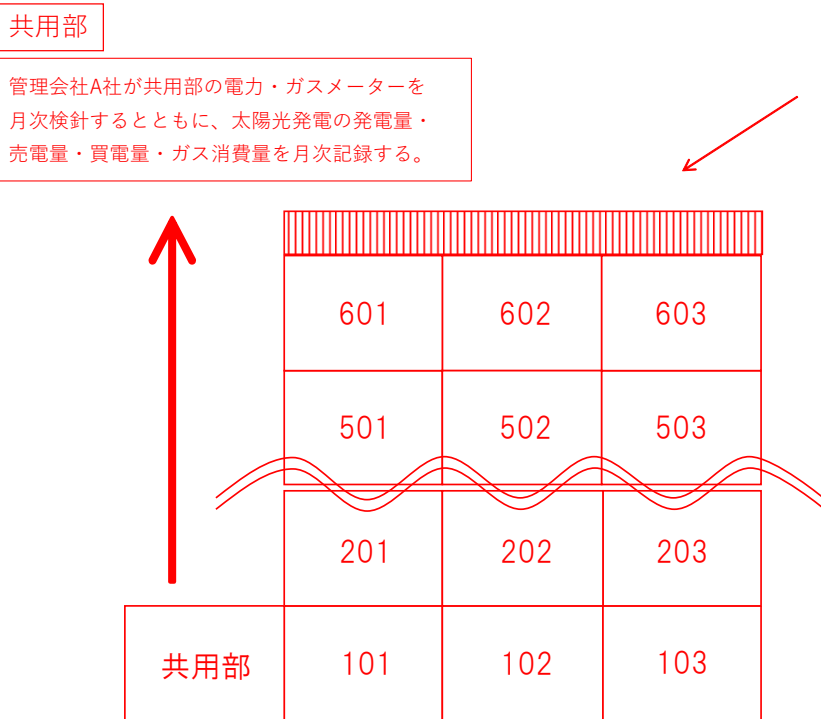 共用部
管理会社A社が共用部の電力・ガスメーターを
月次検針するとともに、太陽光発電の発電量・
売電量・買電量・ガス消費量を月次記録する。
601 602 603
501 502 503
201 202 203
共用部 101 102 103